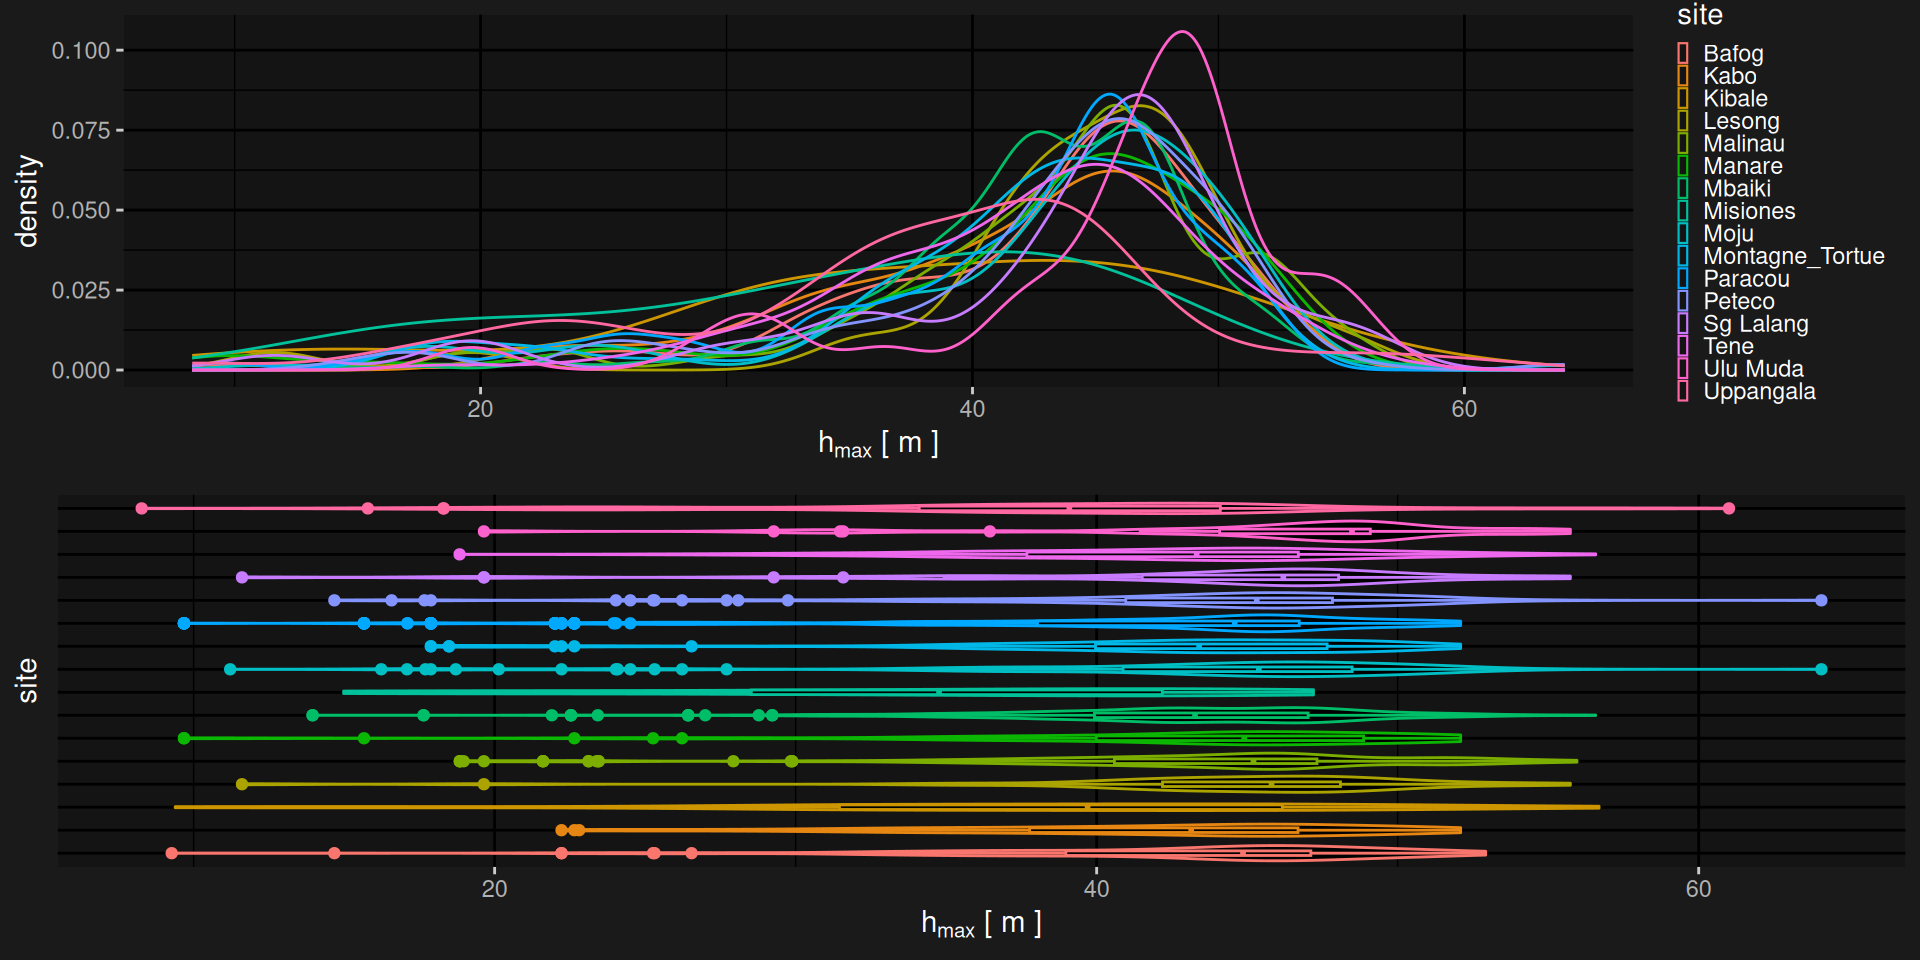 site
Bafog
Kabo
Kibale
Lesong
Malinau
Manare
Mbaiki
Misiones
Moju
Montagne_Tortue
Paracou
Peteco
Sg Lalang
Tene
Ulu Muda
Uppangala
density
0.100
0.075
0.050
0.025
0.000
20 40 60
hmax [ m ]
site
20 40 60
hmax [ m ]